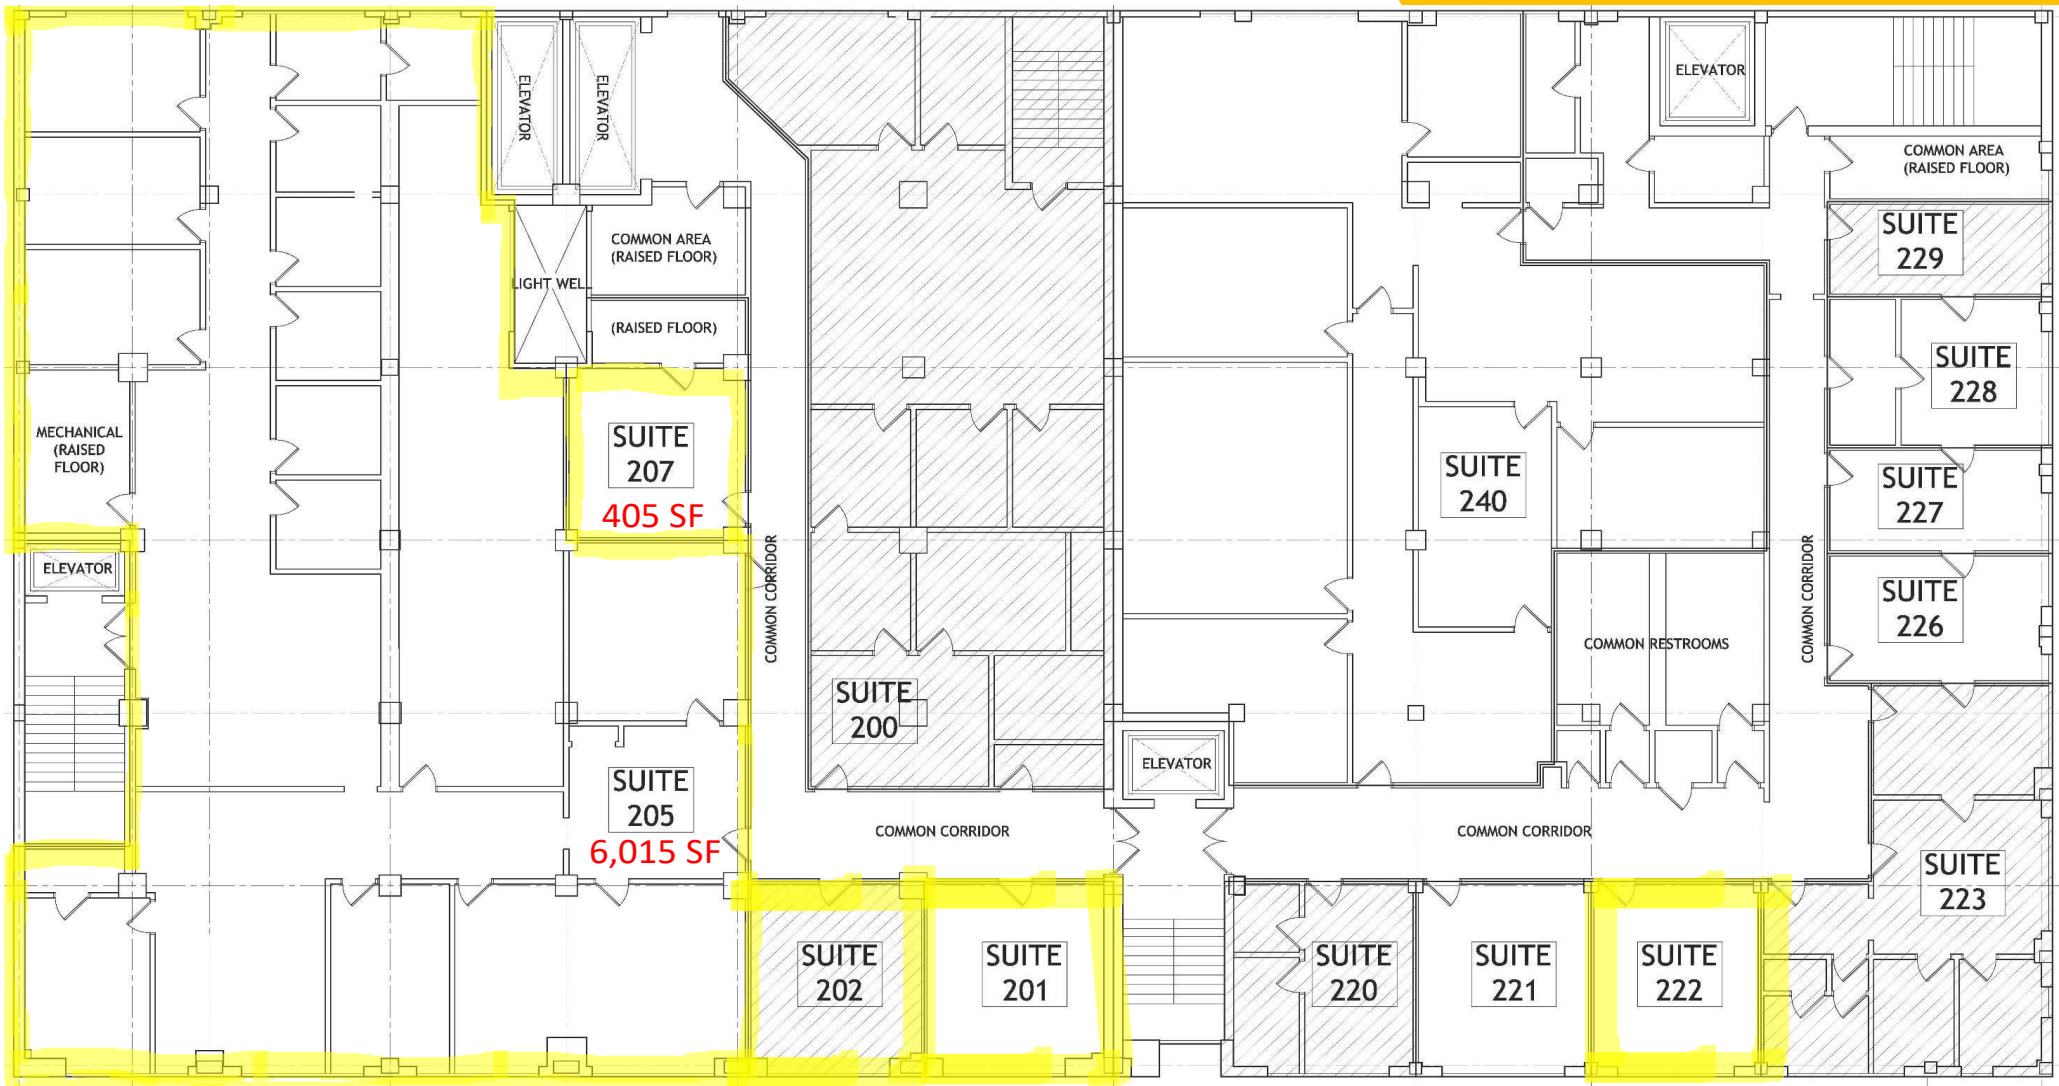 ELEVATOR
ELEVATOR
ELEVATOR
COMMON AREA
(RAISED FLOOR)
SUITE
229
COMMON AREA
(RAISED FLOOR)
LIGHT WELL
(RAISED FLOOR)
SUITE
228
MECHANICAL
(RAISED
FLOOR)
SUITE
207
405 SF
SUITE
240
SUITE
227
ELEVATOR
COMMON CORRIDOR
COMMON CORRIDOR
SUITE
226
COMMON RESTROOMS
SUITE
200
ELEVATOR
SUITE
205
6,015 SF
COMMON CORRIDOR
COMMON CORRIDOR
SUITE
223
SUITE
202
SUITE
201
SUITE
220
SUITE
221
SUITE
222